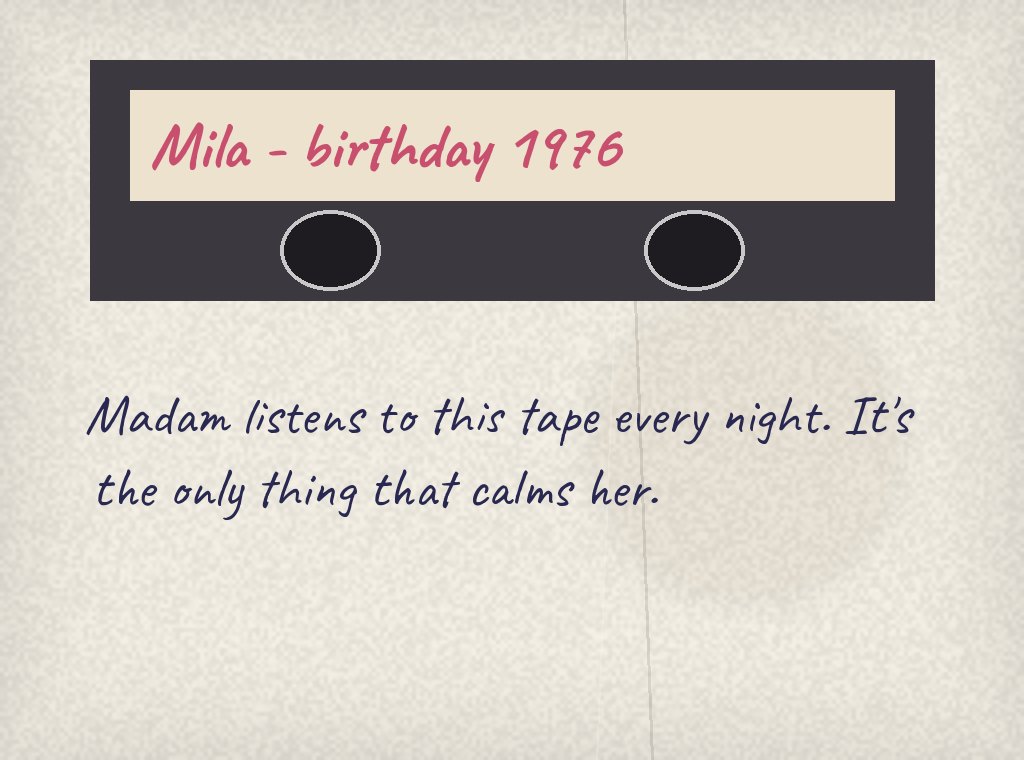 Mila - birthday 1976
Madam listens to this tape every night. It's
the only thing that calms her.